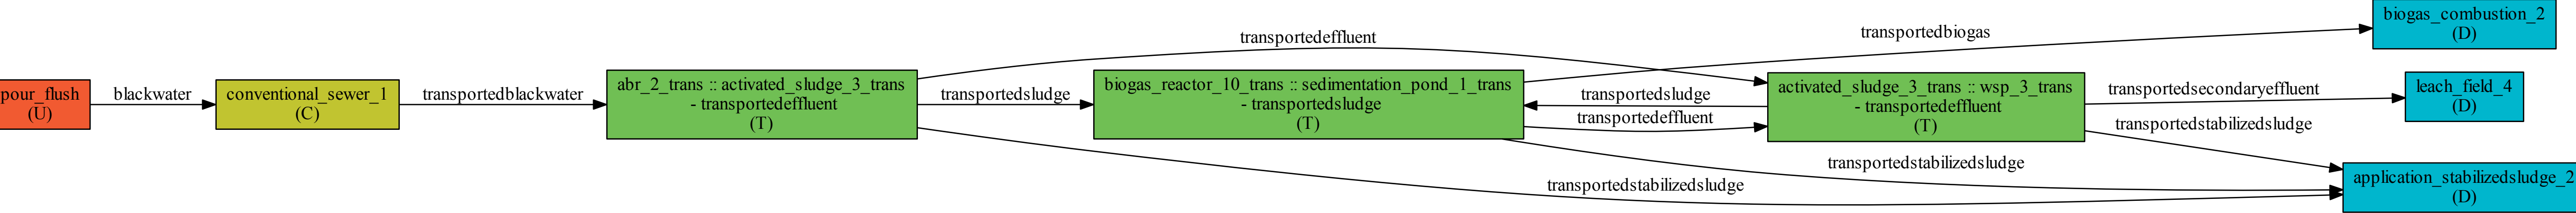 pour_flush
(U)
blackwater
conventional_sewer_1
(C)
transportedblackwater
abr_2_trans :: activated_sludge_3_trans
- transportedeffluent
(T)
transportedeffluent
transportedsludge
transportedstabilizedsludge
biogas_reactor_10_trans :: sedimentation_pond_1_trans
- transportedsludge
(T)
transportedbiogas
transportedsludge
transportedeffluent
transportedstabilizedsludge
activated_sludge_3_trans :: wsp_3_trans
- transportedeffluent
(T)
transportedsecondaryeffluent
transportedstabilizedsludge
biogas_combustion_2
(D)
leach_field_4
(D)
application_stabilizedsludge_2
(D)